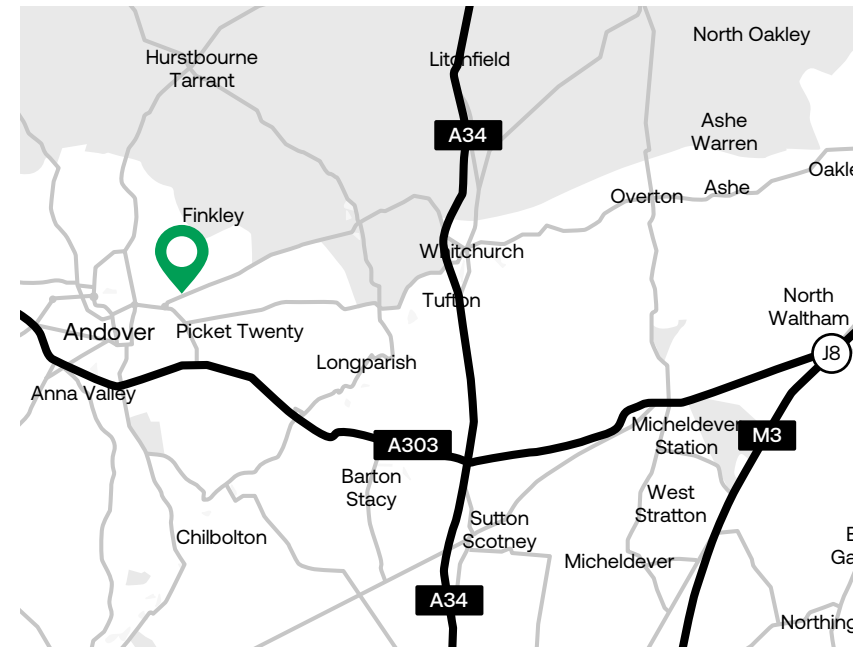 North Oakley
Hurstbourne
Tarrant
Litchfield
A34
Ashe
Warren
Oakle
Ashe
Overton
Finkley
Whitchurch
Tufton
North
Waltham
Andover
Picket Twenty
J8
Longparish
Anna Valley
Micheldever
Station
M3
A303
Barton
Stacy
West
Stratton
Sutton
Scotney
Chilbolton
E
Ga
Micheldever
A34
Northing